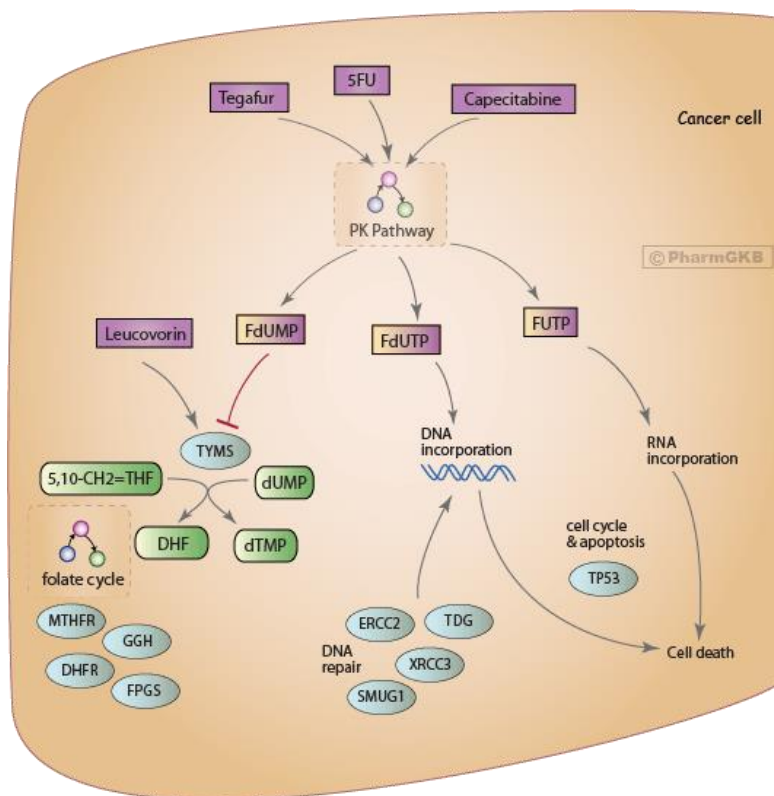 5FU
Tegafur
Capecitabine
Cancer cell
PK Pathway
© PharmGKB
Leucovorin
FdUMP
FdUTP
FUTP
TYMS
DNA
incorporation
RNA
incorporation
5,10-CH2=THF
dUMP
DHF
dTMP
folate cycle
cell cycle
& apoptosis
TP53
MTHFR
GGH
DHFR
FPGS
ERCC2
TDG
DNA
repair
XRCC3
SMUG1
Cell death